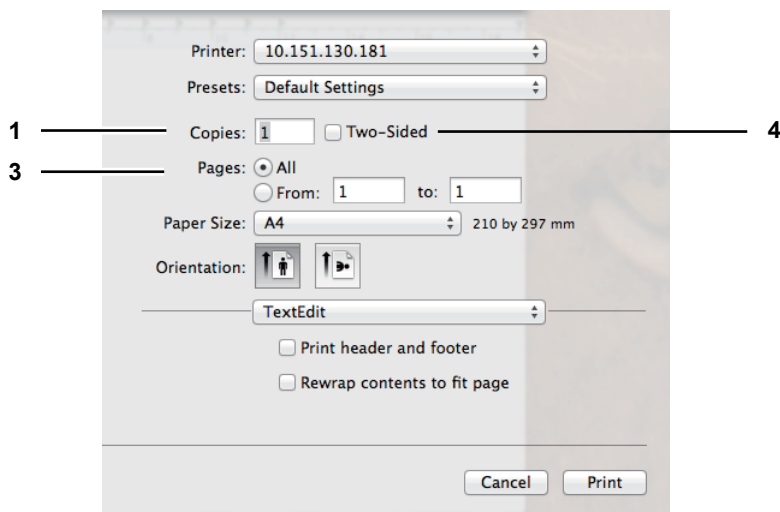 Printer: 10.151.130.181
Presets: Default Settings
1 Copies: 1 Two-Sided 4
3 Pages: All
From: 1 to: 1
Paper Size: A4 210 by 297 mm
Orientation:
TextEdit
Print header and footer
Rewrap contents to fit page
Cancel Print